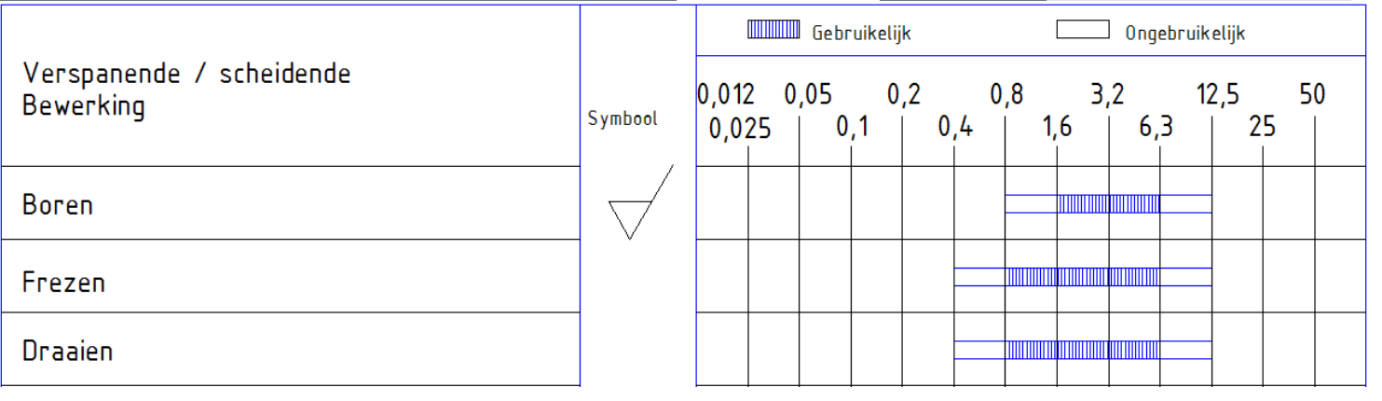 Gebruikelijk
Ongebruikelijk
Verspanende / scheidende
Bewerking
Symbool
0,012 0,05 0,2 0,8 3,2 12,5 50
0,025 0,1 0,4 1,6 6,3 25
Boren
Frezen
Draaien